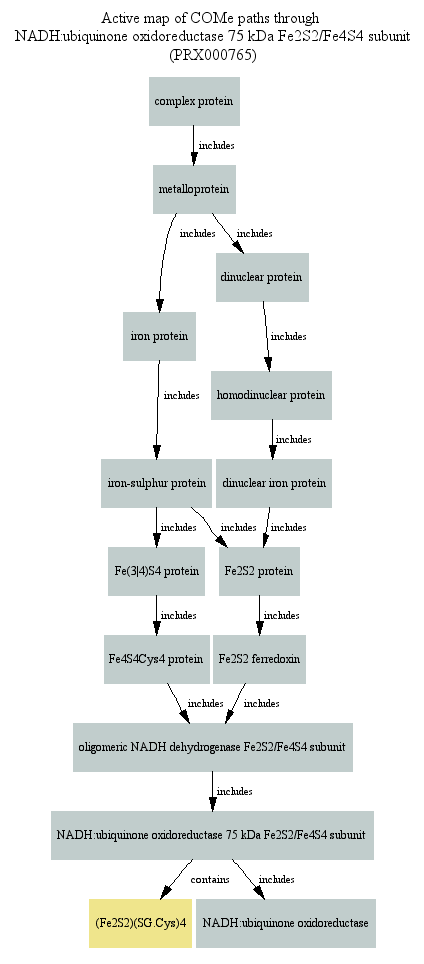 Active map of COMe paths through
NADH:ubiquinone oxidoreductase 75 kDa Fe2S2/Fe4S4 subunit
(PRX000765)
complex protein
includes
metalloprotein
includes
includes
dinuclear protein
iron protein
includes
includes
homodinuclear protein
includes
iron-sulphur protein
dinuclear iron protein
includes
includes
includes
Fe(3|4)S4 protein
Fe2S2 protein
includes
includes
Fe4S4Cys4 protein
Fe2S2 ferredoxin
includes
includes
oligomeric NADH dehydrogenase Fe2S2/Fe4S4 subunit
includes
NADH:ubiquinone oxidoreductase 75 kDa Fe2S2/Fe4S4 subunit
contains
includes
(Fe2S2)(SG.Cys)4
NADH:ubiquinone oxidoreductase